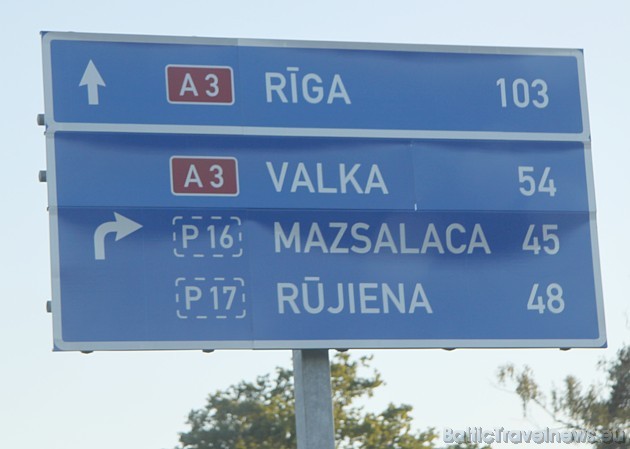 A3 RĪGA 103
A3 VALKA 54
P16 MAZSALACA 45
P17 RŪJIENA 48
BalticTravelnews.eu